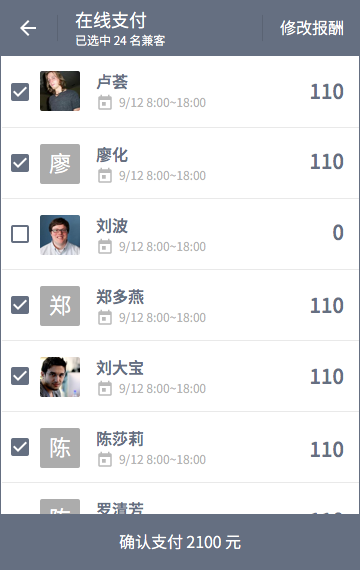 在线支付
修改报酬
已选中 24 名兼客
卢荟
110
9/12 8:00~18:00
廖
廖化
110
9/12 8:00~18:00
刘波
0
9/12 8:00~18:00
郑
郑多燕
110
9/12 8:00~18:00
刘大宝
110
9/12 8:00~18:00
陈
陈莎莉
110
9/12 8:00~18:00
罗清芳
确认支付 2100 元